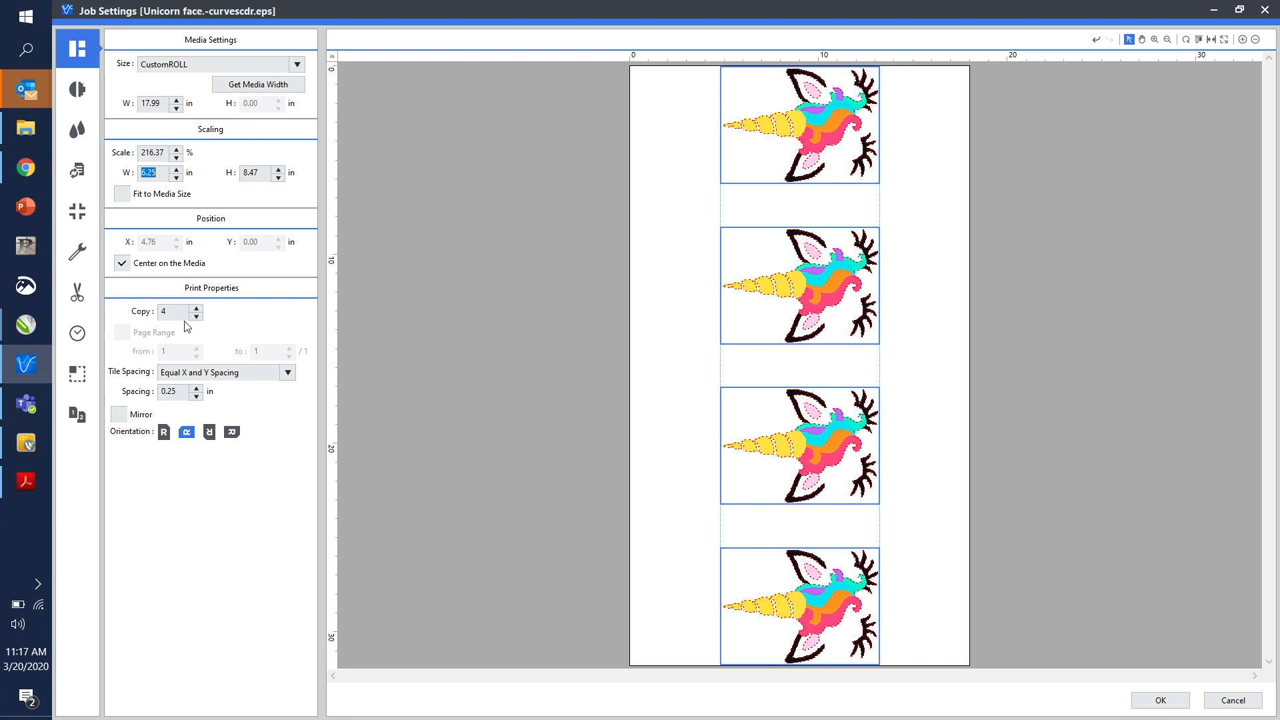 Job Settings [Unicorn face.-curvescdr.eps]
Media Settings
Size : CustomROLL
Get Media Width
W : 17.99 in H : 0.00 in
Scaling
Scale : 216.37 %
W : 6.25 in H : 8.47 in
Fit to Media Size
Position
X : 4.76 in Y : 0.00 in
Center on the Media
Print Properties
Copy : 4
Page Range
from : 1 to : 1 / 1
Tile Spacing : Equal X and Y Spacing
Spacing : 0.25 in
Mirror
Orientation : R R R R
in 0 10 20 30
0
10
20
30
11:17 AM
3/20/2020
2
OK Cancel